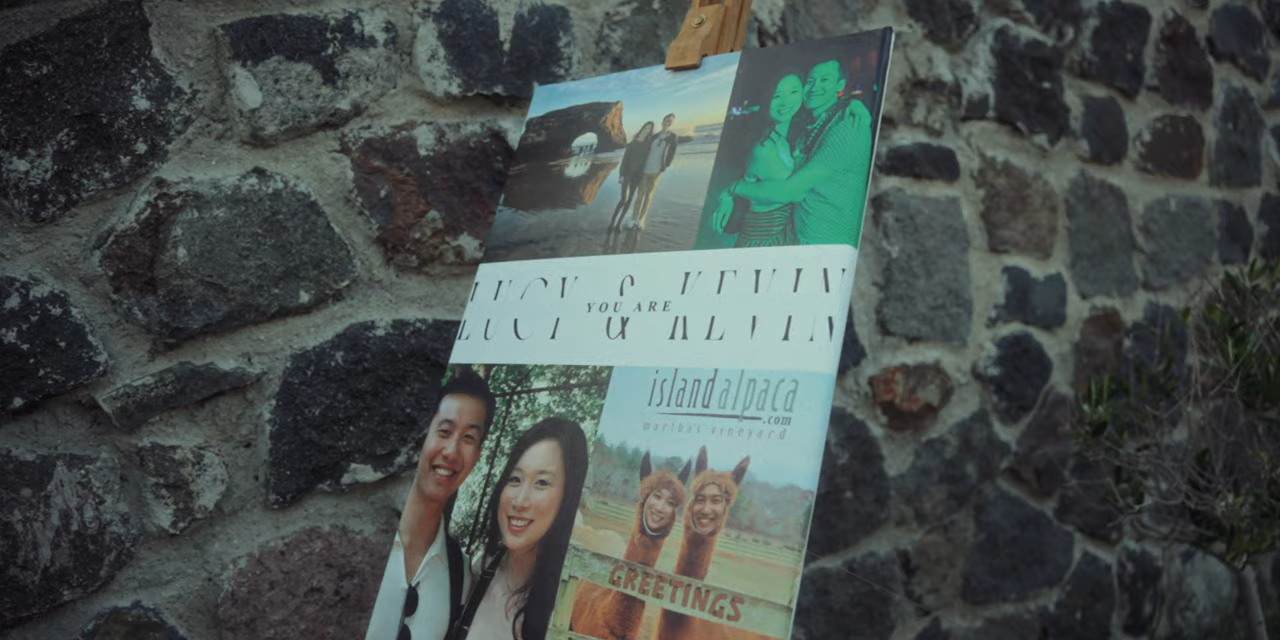 LUCY & KEVIN
YOU ARE
islandalpaca
.com
martha's vineyard
GREETINGS